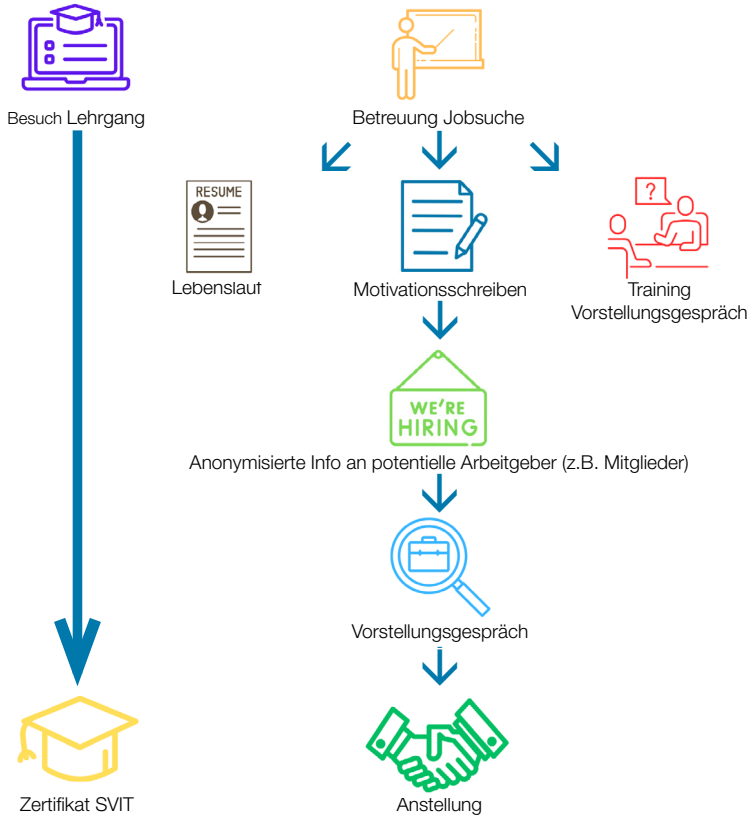 Besuch Lehrgang
Betreuung Jobsuche
RESUME
Lebenslauf
Motivationsschreiben
?
Training
Vorstellungsgespräch
WE'RE
HIRING
Anonymisierte Info an potentielle Arbeitgeber (z.B. Mitglieder)
Vorstellungsgespräch
Zertifikat SVIT
Anstellung